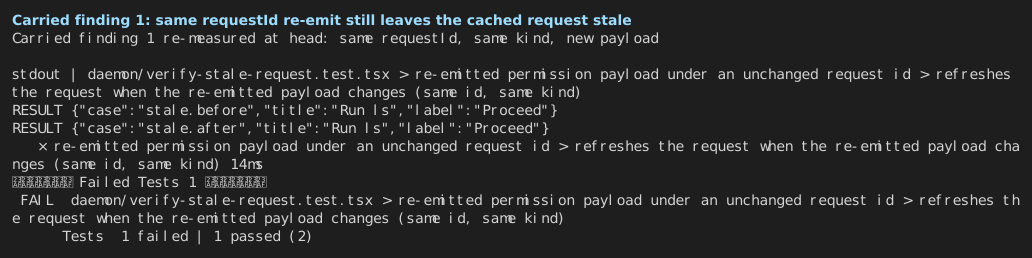 Carried finding 1: same requestId re-emit still leaves the cached request stale
Carried finding 1 re-measured at head: same requestId, same kind, new payload
stdout | daemon/verify-stale-request.test.tsx > re-emitted permission payload under an unchanged request id > refreshes
the request when the re-emitted payload changes (same id, same kind)
RESULT {"case":"stale.before","title":"Run ls","label":"Proceed"}
RESULT {"case":"stale.after","title":"Run ls","label":"Proceed"}
× re-emitted permission payload under an unchanged request id > refreshes the request when the re-emitted payload cha
nges (same id, same kind) 14ms
Failed Tests 1
FAIL daemon/verify-stale-request.test.tsx > re-emitted permission payload under an unchanged request id > refreshes th
e request when the re-emitted payload changes (same id, same kind)
Tests 1 failed | 1 passed (2)